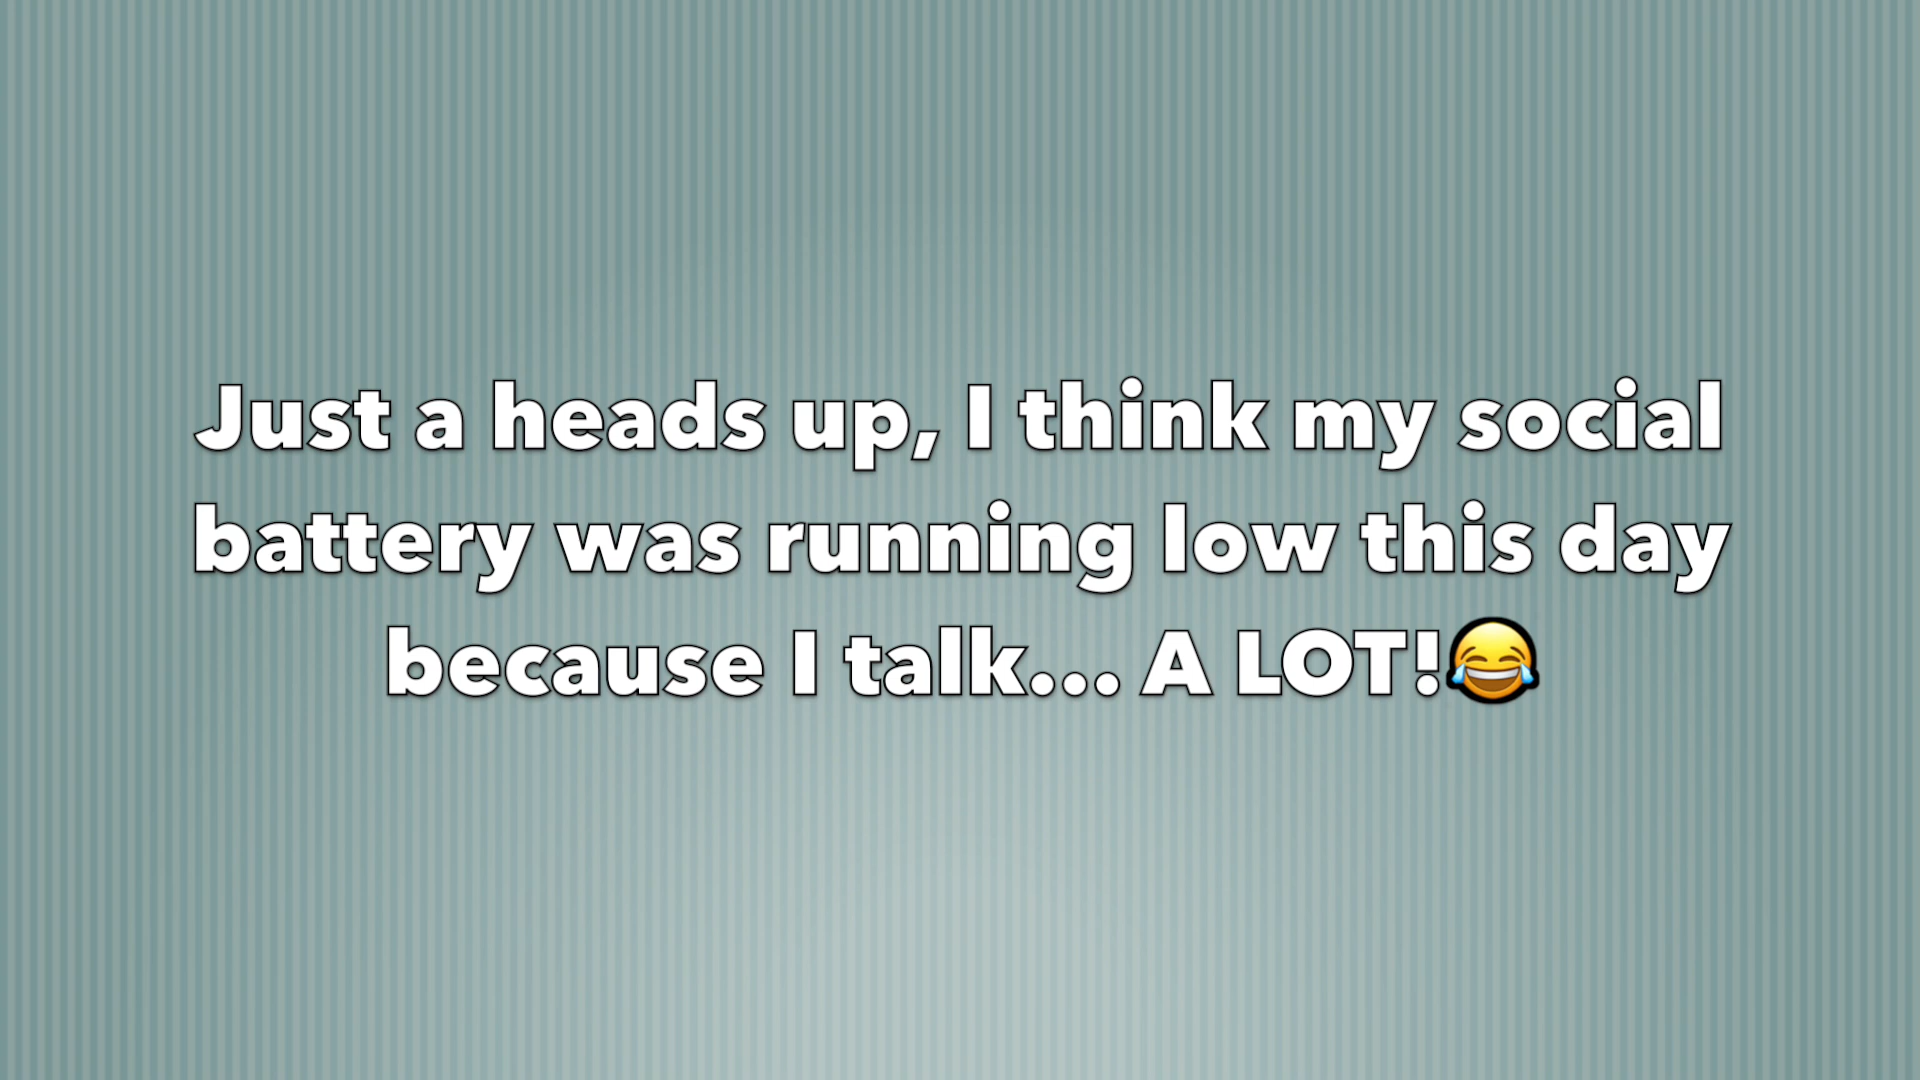 Just a heads up, I think my social
battery was running low this day
because I talk... A LOT!😂